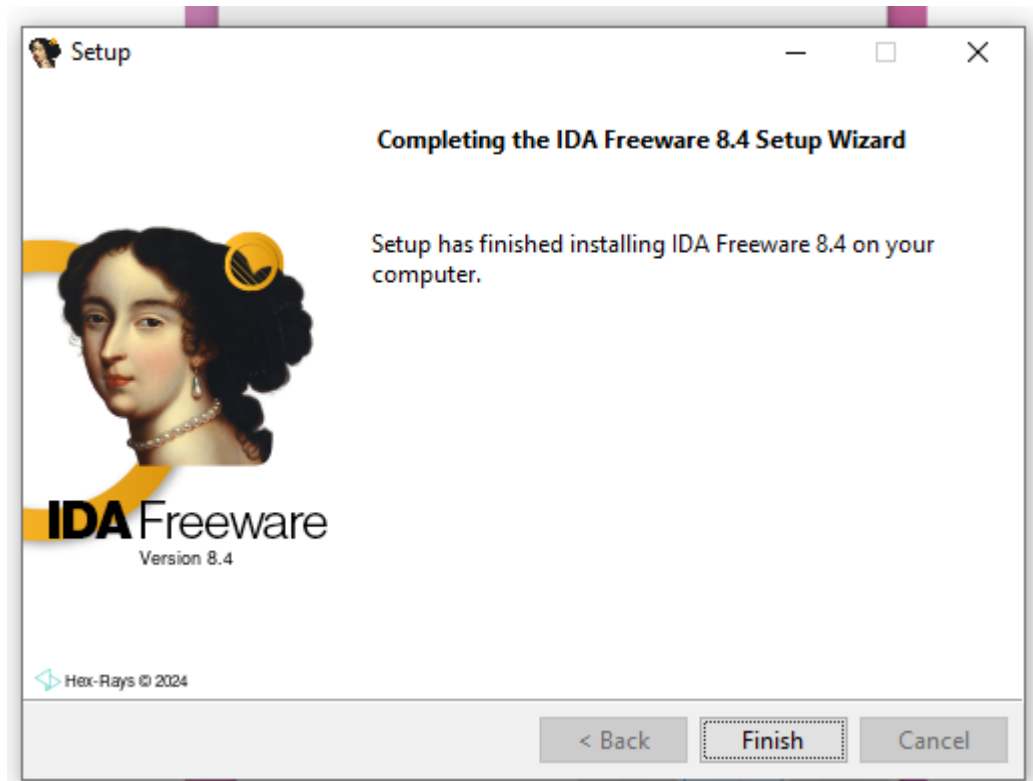 Setup
Completing the IDA Freeware 8.4 Setup Wizard
Setup has finished installing IDA Freeware 8.4 on your
computer.
IDA Freeware
Version 8.4
Hex-Rays © 2024
< Back
Finish
Cancel